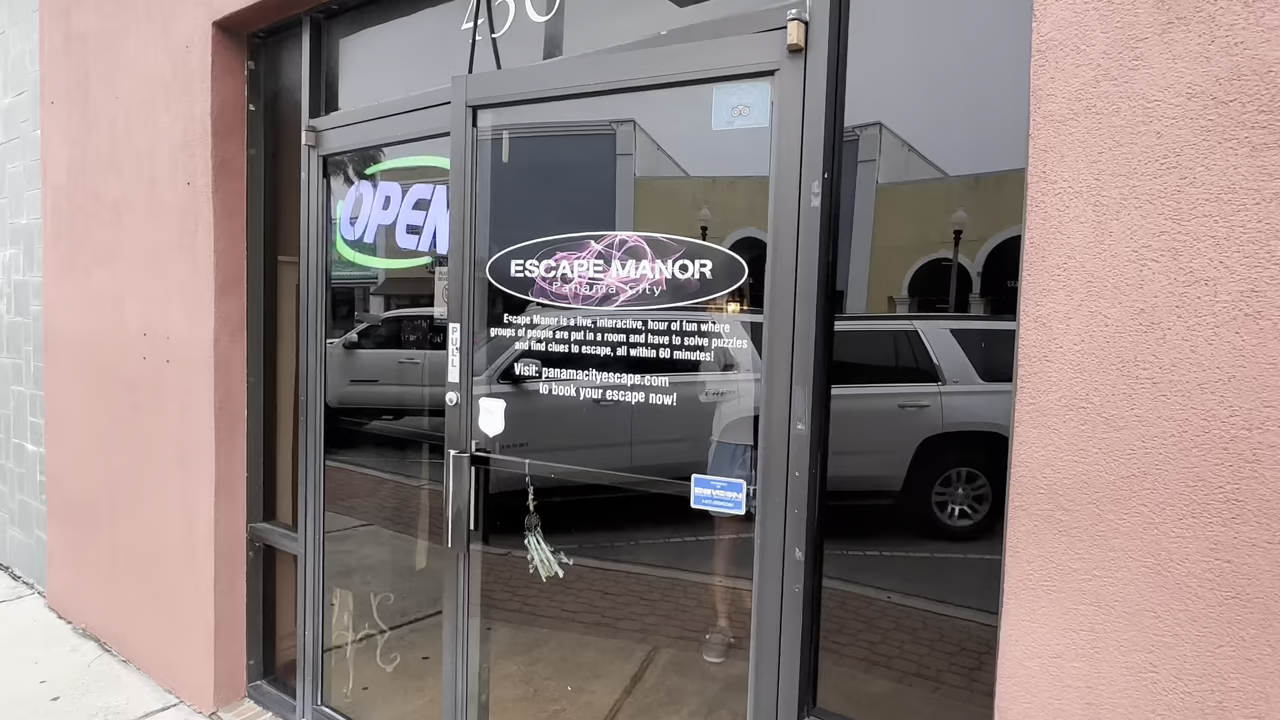 430
OPEN
ESCAPE MANOR
Panama City
Escape Manor is a live, interactive, hour of fun where
groups of people are put in a room and have to solve puzzles
and find clues to escape, all within 60 minutes!
Visit: panamacityescape.com
to book your escape now!
PULL